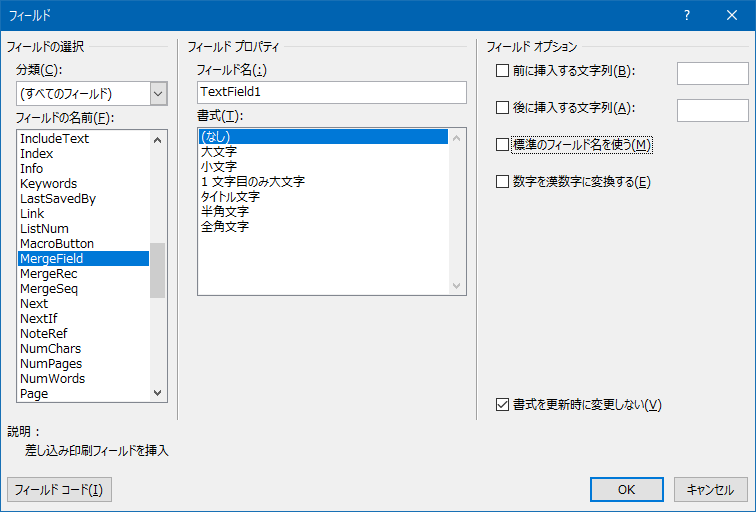 フィールド
フィールドの選択
分類(C):
(すべてのフィールド)
フィールドの名前(F):
IncludeText
Index
Info
Keywords
LastSavedBy
Link
ListNum
MacroButton
MergeField
MergeRec
MergeSeq
Next
NextIf
NoteRef
NumChars
NumPages
NumWords
Page
フィールド プロパティ
フィールド名(:)
TextField1
書式(T):
(なし)
大文字
小文字
1 文字目のみ大文字
タイトル文字
半角文字
全角文字
フィールド オプション
前に挿入する文字列(B):
後に挿入する文字列(A):
標準のフィールド名を使う(M)
数字を漢数字に変換する(E)
書式を更新時に変更しない(V)
説明：
差し込み印刷フィールドを挿入
フィールド コード(I)
OK
キャンセル